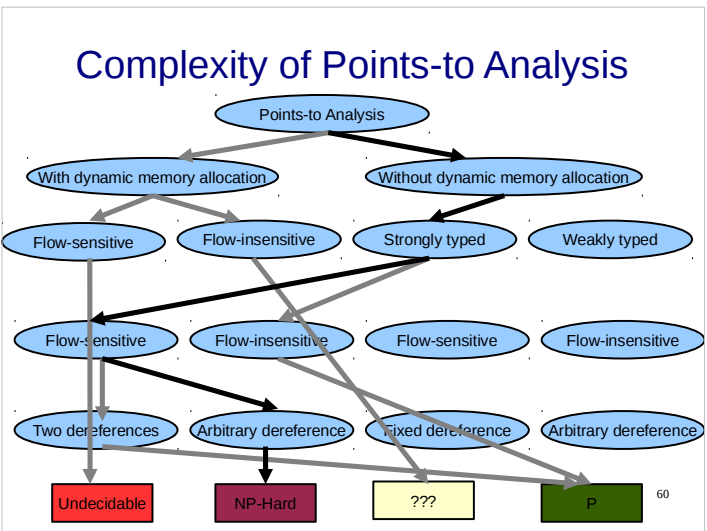 Complexity of Points-to Analysis
Points-to Analysis
With dynamic memory allocation
Without dynamic memory allocation
Flow-sensitive
Flow-insensitive
Strongly typed
Weakly typed
Flow-sensitive
Flow-insensitive
Flow-sensitive
Flow-insensitive
Two dereferences
Arbitrary dereference
Fixed dereference
Arbitrary dereference
Undecidable
NP-Hard
???
P
60